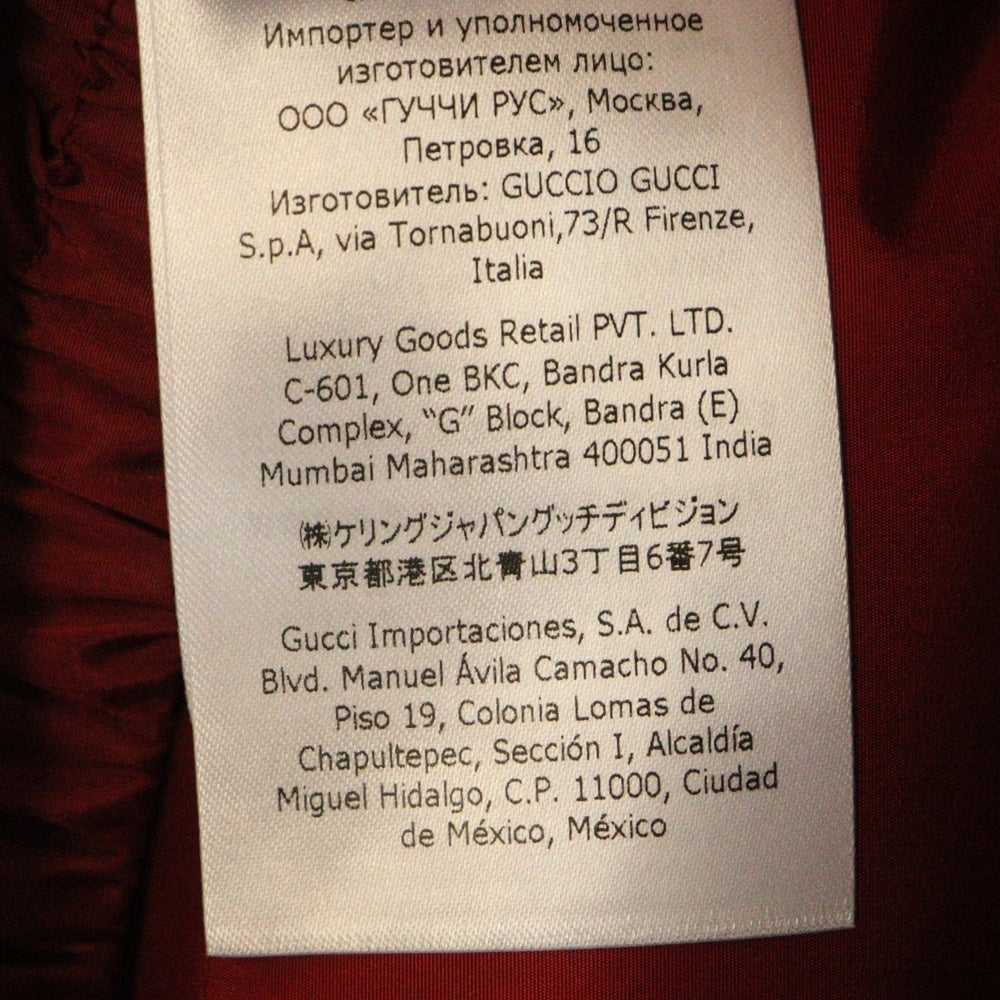 Импортер и уполномоченное
изготовителем лицо:
ООО «ГУЧЧИ РУС», Москва,
Петровка, 16
Изготовитель: GUCCIO GUCCI
S.p.A, via Tornabuoni,73/R Firenze,
Italia
Luxury Goods Retail PVT. LTD.
C-601, One BKC, Bandra Kurla
Complex, “G” Block, Bandra (E)
Mumbai Maharashtra 400051 India
㈱ケリングジャパングッチディビジョン
東京都港区北青山3丁目6番7号
Gucci Importaciones, S.A. de C.V.
Blvd. Manuel Ávila Camacho No. 40,
Piso 19, Colonia Lomas de
Chapultepec, Sección I, Alcaldía
Miguel Hidalgo, C.P. 11000, Ciudad
de México, México